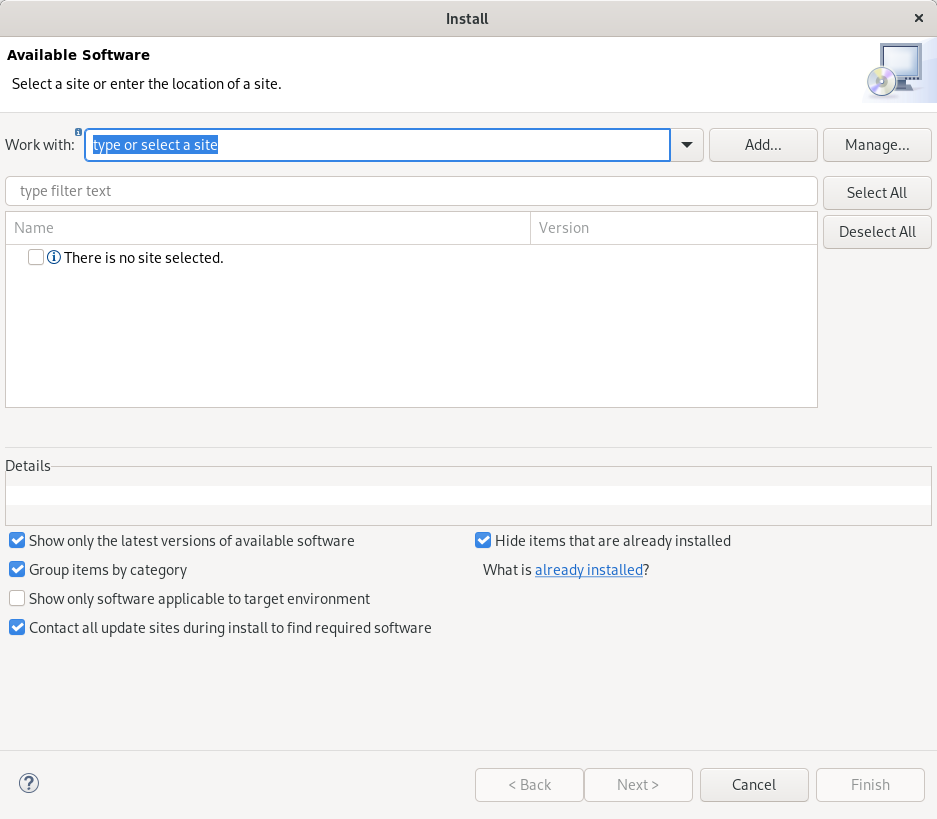 Install
Available Software
Select a site or enter the location of a site.
Work with: type or select a site Add... Manage...
type filter text Select All
Name Version Deselect All
There is no site selected.
Details
Show only the latest versions of available software Hide items that are already installed
Group items by category What is already installed?
Show only software applicable to target environment
Contact all update sites during install to find required software
< Back Next > Cancel Finish